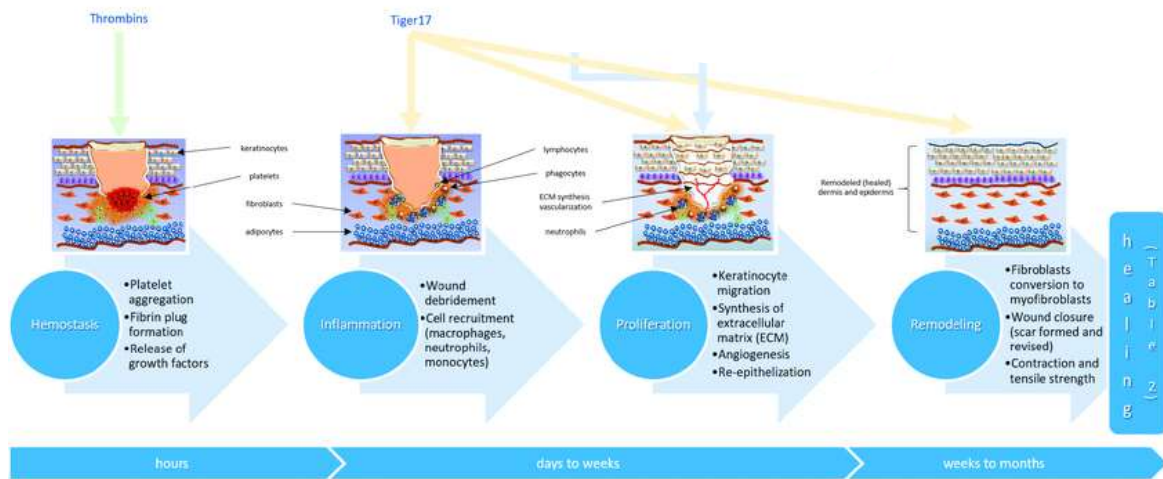 Thrombins
Tiger17
keratinocytes
platelets
fibroblasts
adipocytes
lymphocytes
phagocytes
ECM synthesis
vascularization
neutrophils
Remodeled (healed)
dermis and epidermis
Hemostasis
•Platelet
aggregation
•Fibrin plug
formation
•Release of
growth factors
Inflammation
•Wound
debridement
•Cell recruitment
(macrophages,
neutrophils,
monocytes)
Proliferation
•Keratinocyte
migration
•Synthesis of
extracellular
matrix (ECM)
•Angiogenesis
•Re-epithelization
Remodeling
•Fibroblasts
conversion to
myofibroblasts
•Wound closure
(scar formed and
revised)
•Contraction and
tensile strength
healing
(Table 2)
hours
days to weeks
weeks to months